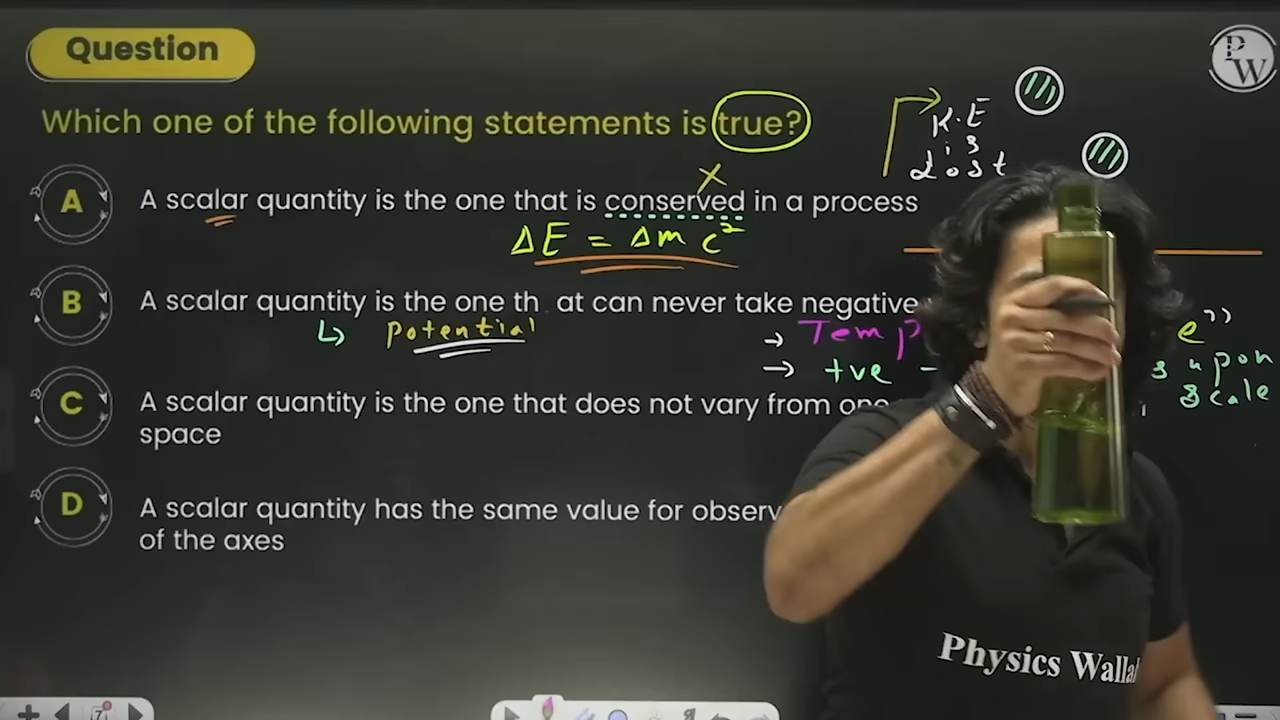 Question
PW
Which one of the following statements is true?
K.E
is
Lost
A A scalar quantity is the one that is conserved in a process
X
ΔE = Δm c²
B A scalar quantity is the one th at can never take negative
↳ Potential
→ Temp
e"
→ +ve -
s upon
scale
C A scalar quantity is the one that does not vary from one
space
D A scalar quantity has the same value for observ
of the axes
Physics Walla
7